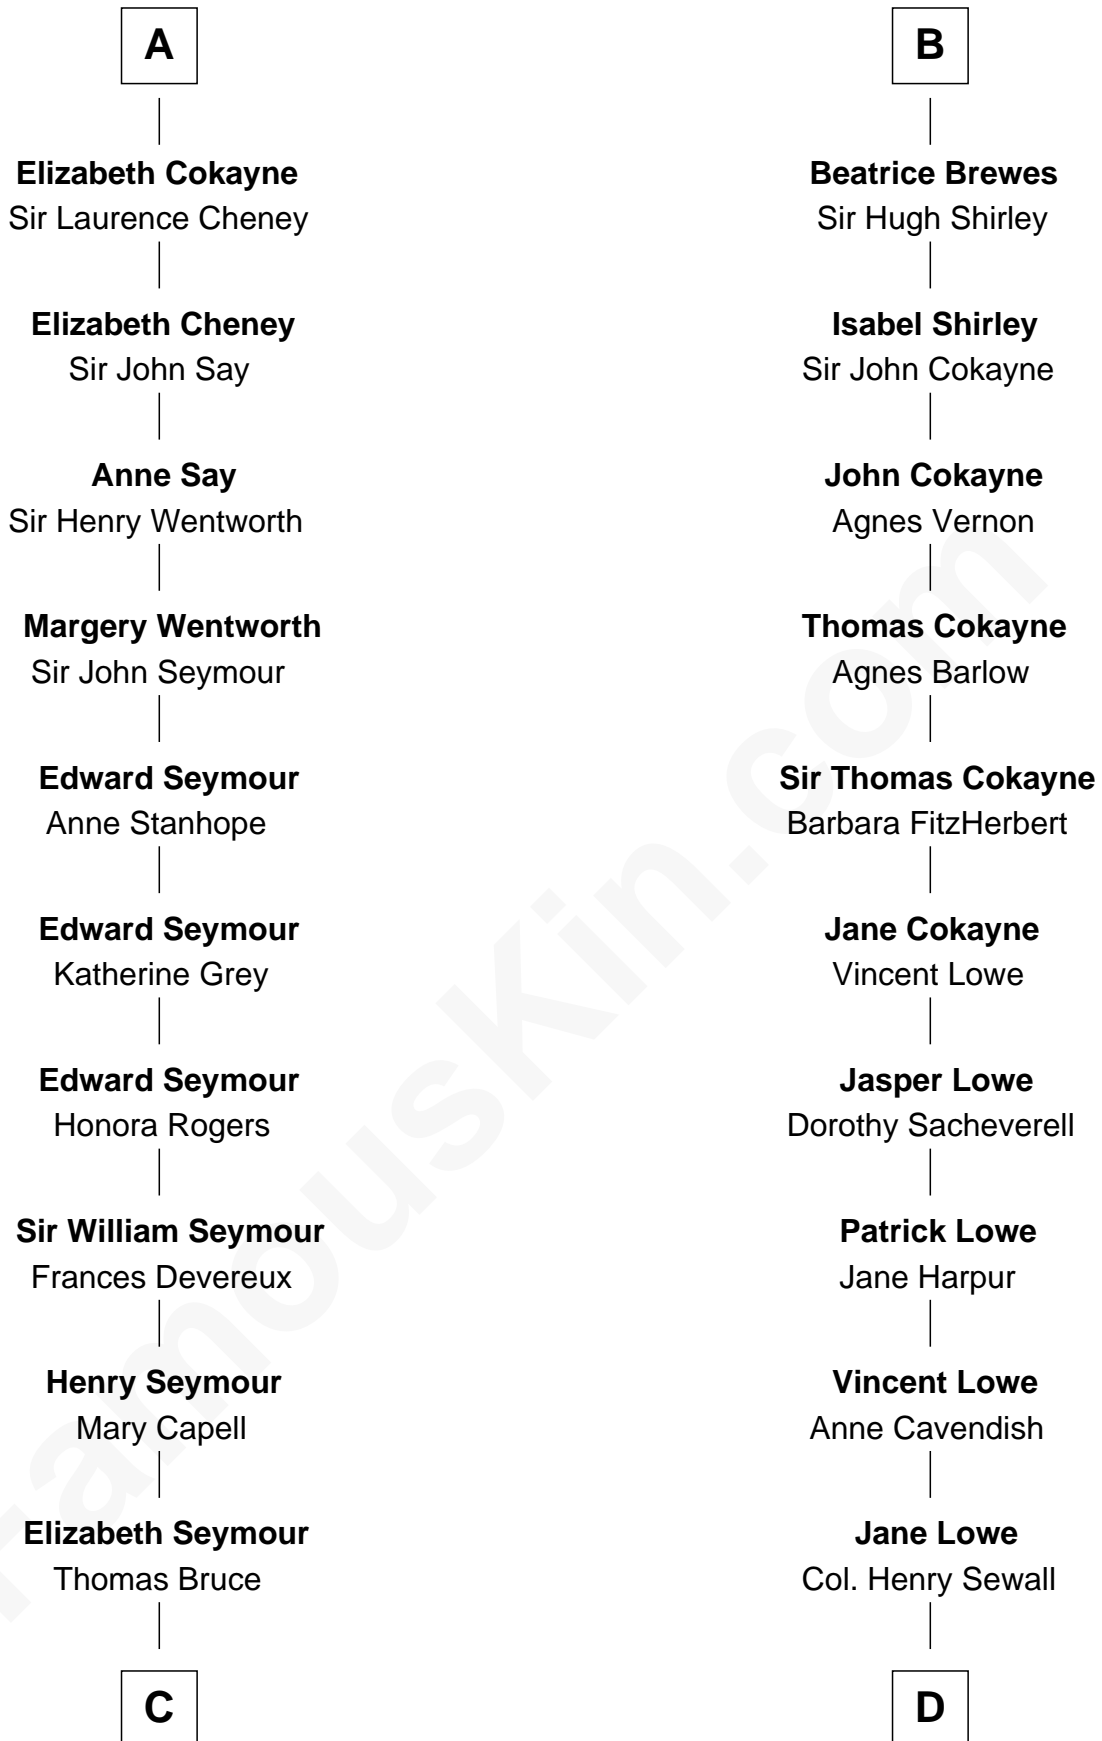 A
Elizabeth Cokayne
Sir Laurence Cheney
Elizabeth Cheney
Sir John Say
Anne Say
Sir Henry Wentworth
Margery Wentworth
Sir John Seymour
Edward Seymour
Anne Stanhope
Edward Seymour
Katherine Grey
Edward Seymour
Honora Rogers
Sir William Seymour
Frances Devereux
Henry Seymour
Mary Capell
Elizabeth Seymour
Thomas Bruce
C
B
Beatrice Brewes
Sir Hugh Shirley
Isabel Shirley
Sir John Cokayne
John Cokayne
Agnes Vernon
Thomas Cokayne
Agnes Barlow
Sir Thomas Cokayne
Barbara FitzHerbert
Jane Cokayne
Vincent Lowe
Jasper Lowe
Dorothy Sacheverell
Patrick Lowe
Jane Harpur
Vincent Lowe
Anne Cavendish
Jane Lowe
Col. Henry Sewall
D
FamousKin.com